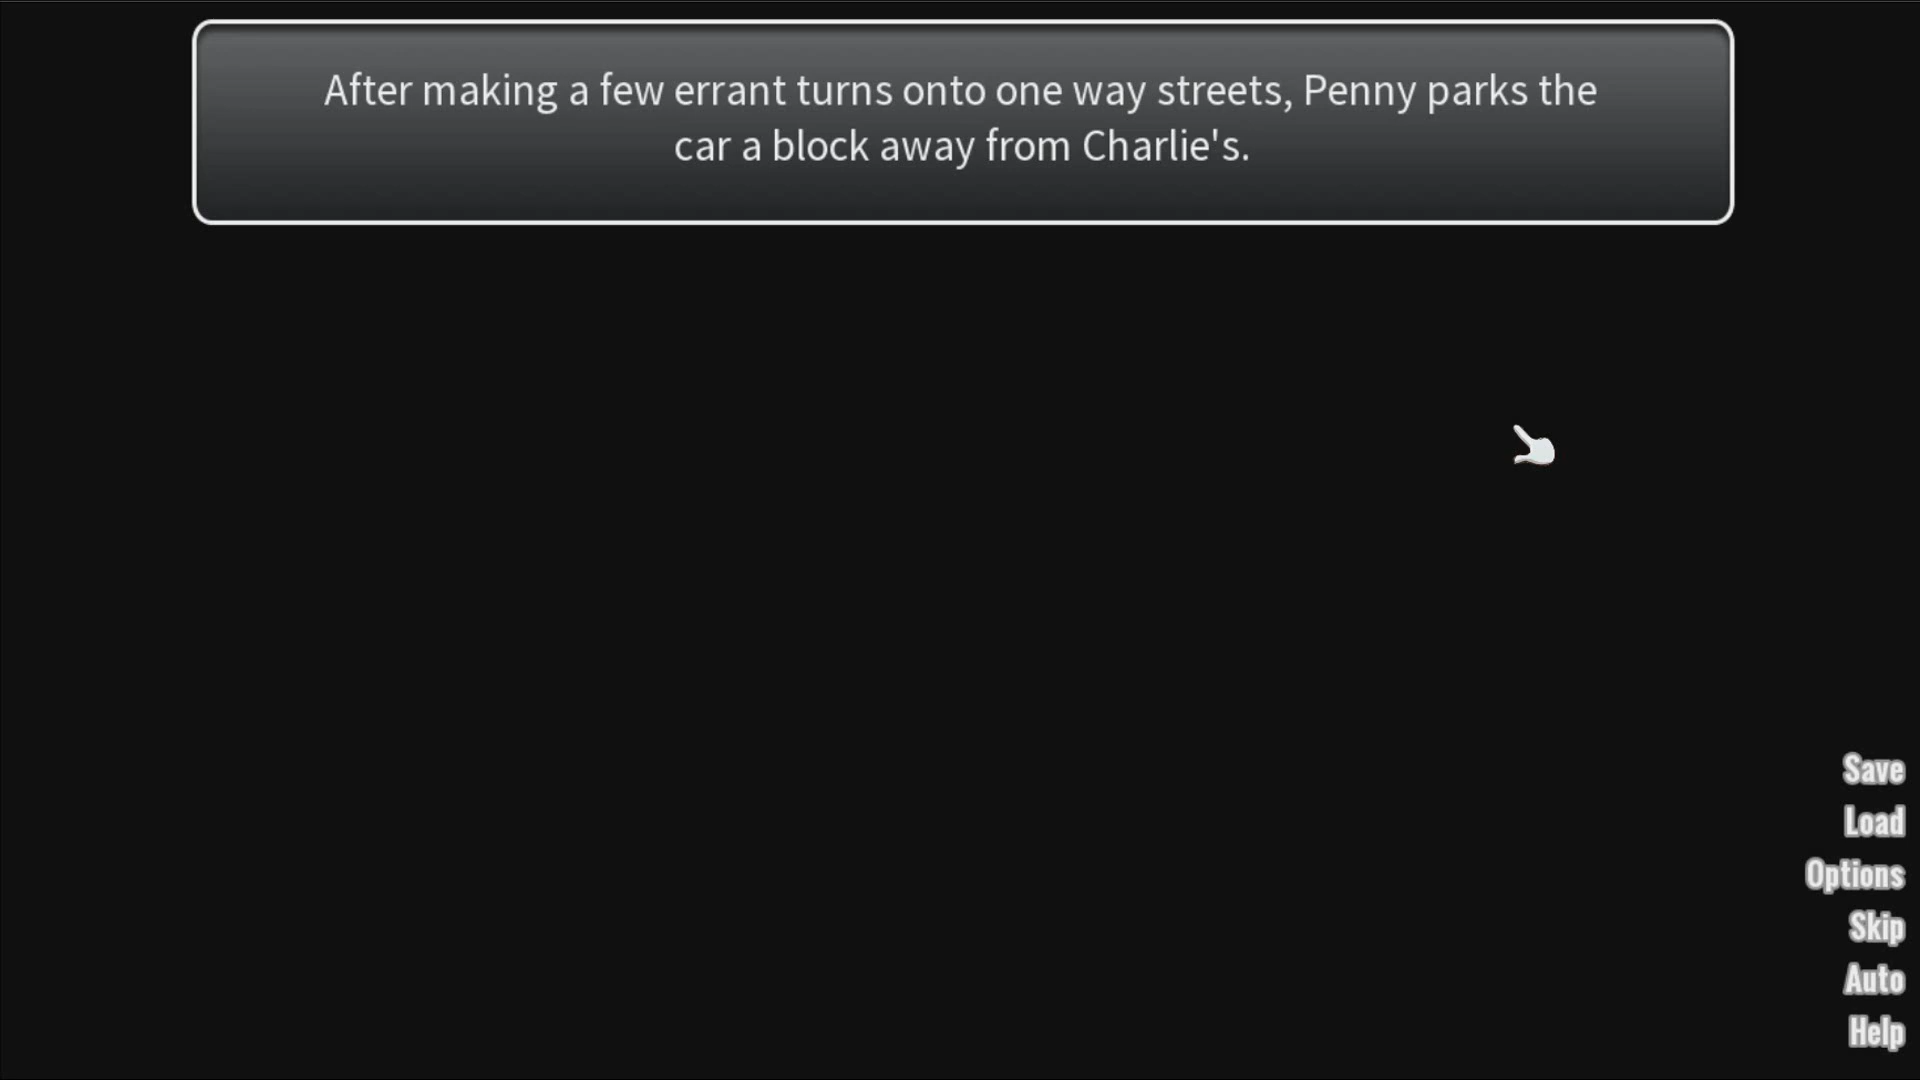 After making a few errant turns onto one way streets, Penny parks the
car a block away from Charlie's.
Save
Load
Options
Skip
Auto
Help